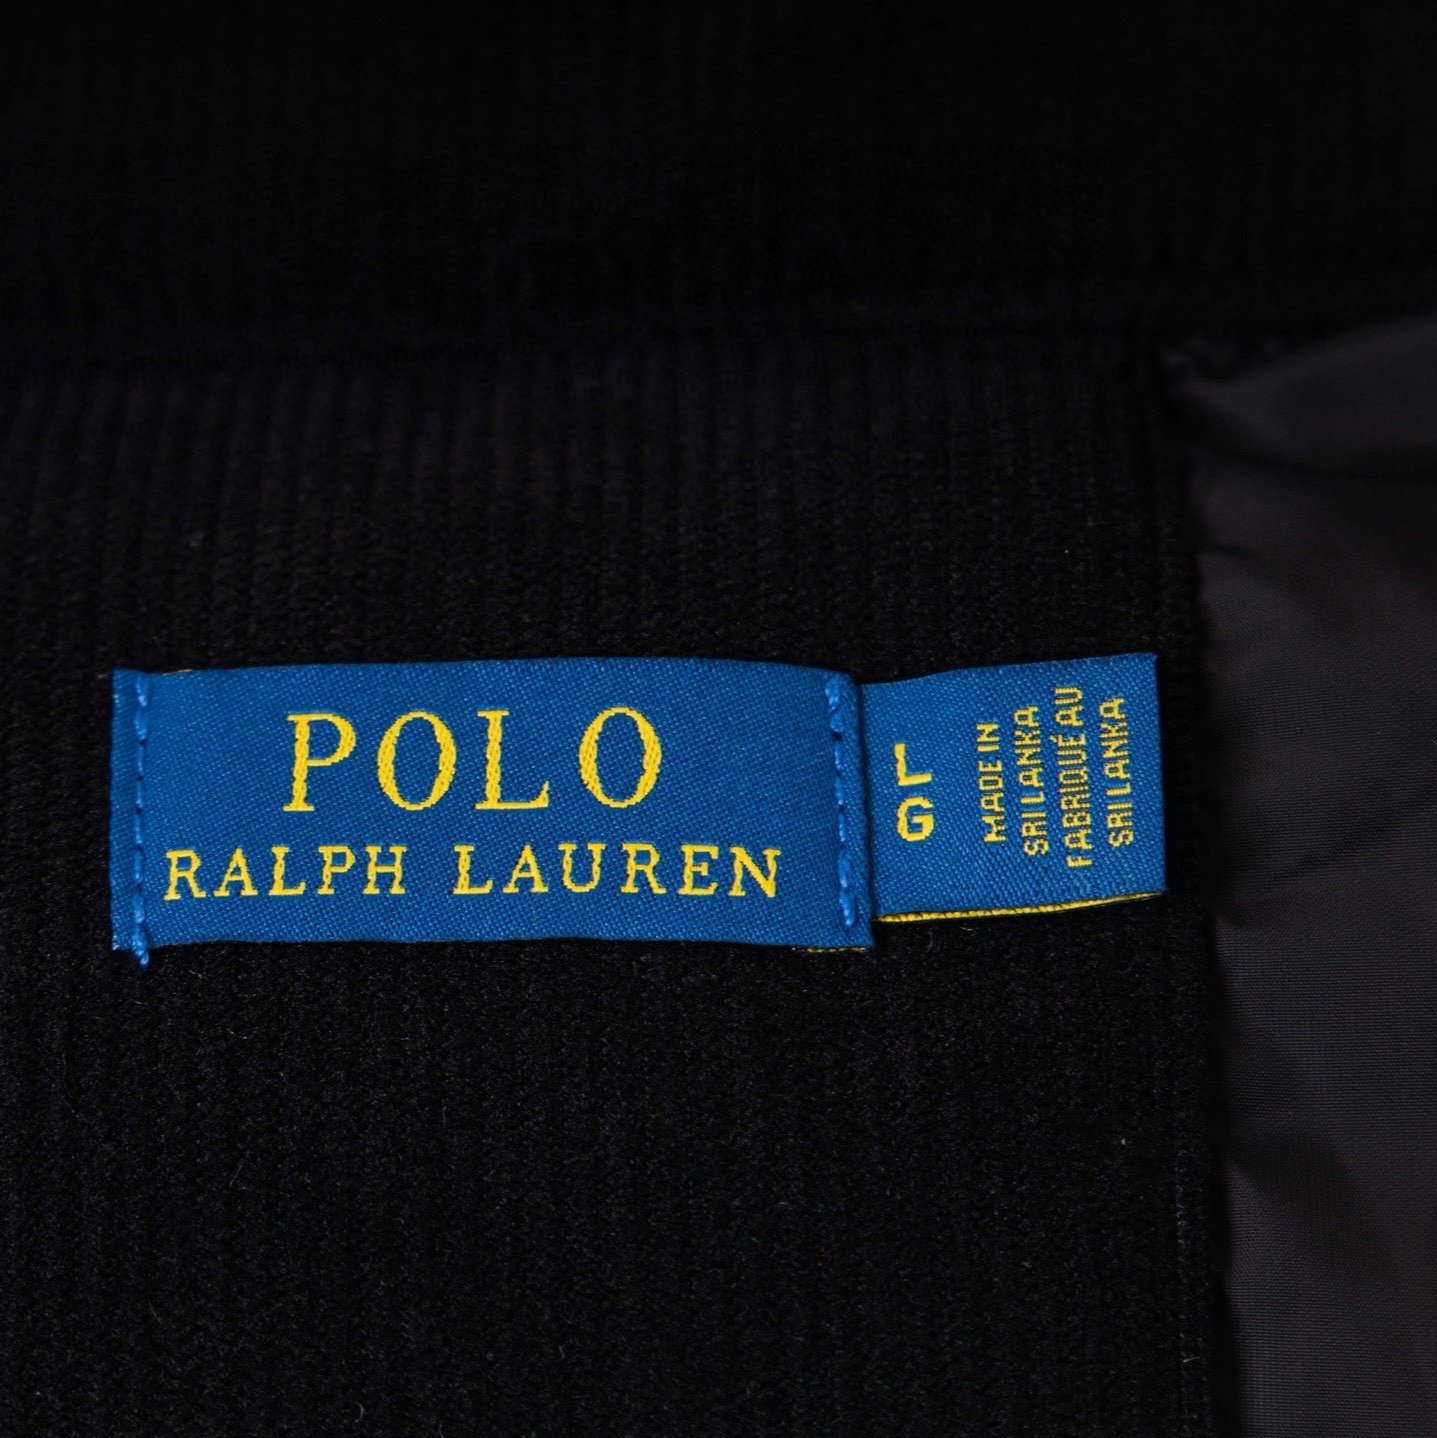 POLO
RALPH LAUREN
L
G
MADE IN
SRI LANKA
FABRIQUÉ AU
SRI LANKA